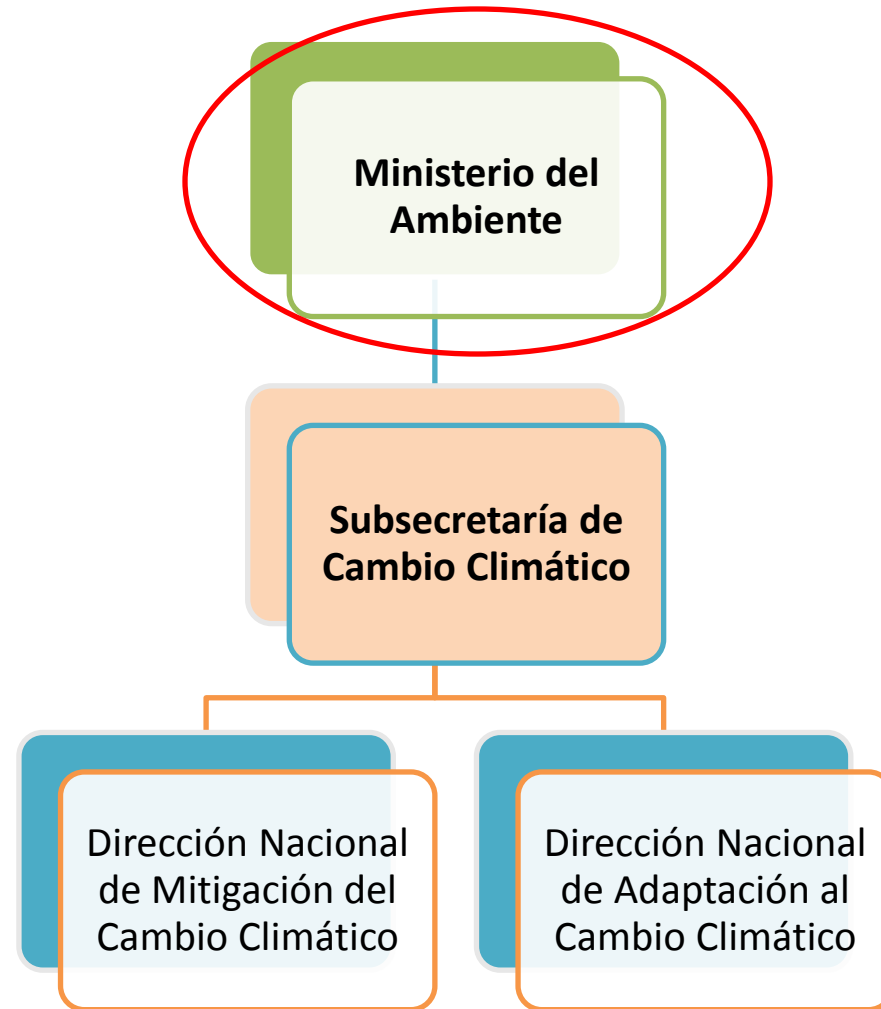 Ministerio del
Ambiente
Subsecretaría de
Cambio Climático
Dirección Nacional
de Mitigación del
Cambio Climático
Dirección Nacional
de Adaptación al
Cambio Climático